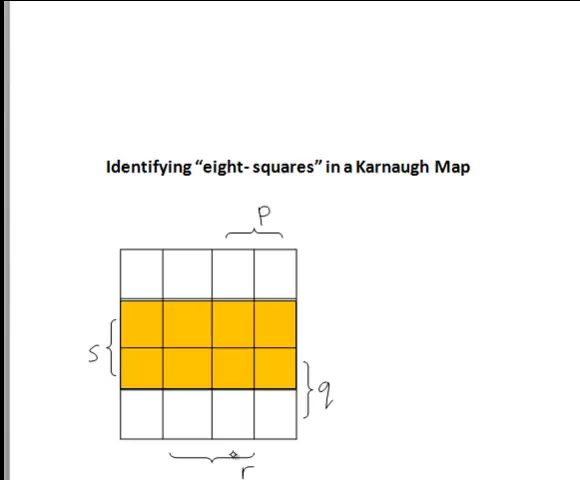 Identifying “eight- squares” in a Karnaugh Map
p
s
q
r